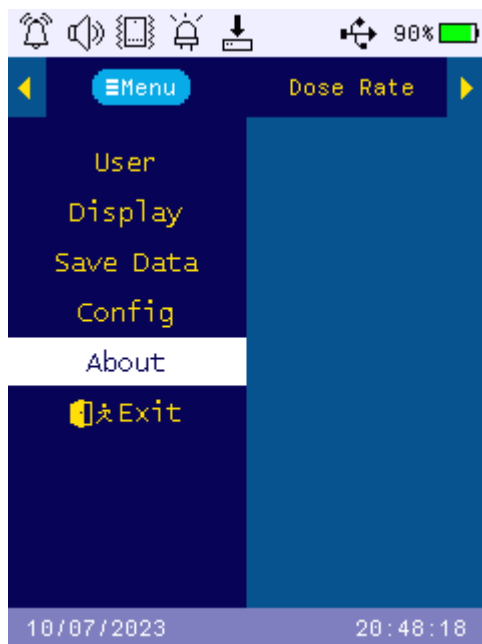 90%
Menu Dose Rate
User
Display
Save Data
Config
About
Exit
10/07/2023 20:48:18